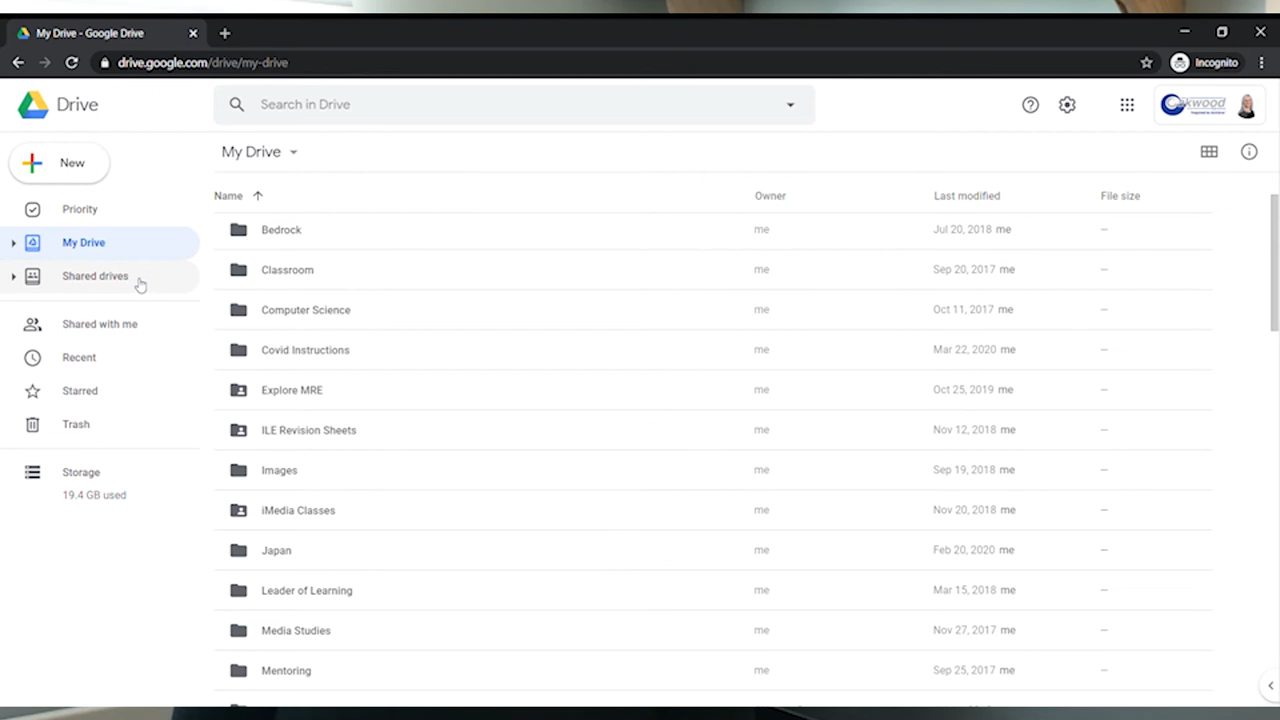 My Drive - Google Drive
drive.google.com/drive/my-drive
Incognito
Drive
Search in Drive
New
My Drive
Priority
My Drive
Shared drives
Shared with me
Recent
Starred
Trash
Storage
19.4 GB used
Name Owner Last modified File size
Bedrock me Jul 20, 2018 me –
Classroom me Sep 20, 2017 me –
Computer Science me Oct 11, 2017 me –
Covid Instructions me Mar 22, 2020 me –
Explore MRE me Oct 25, 2019 me –
ILE Revision Sheets me Nov 12, 2018 me –
Images me Sep 19, 2018 me –
iMedia Classes me Nov 20, 2018 me –
Japan me Feb 20, 2020 me –
Leader of Learning me Mar 15, 2018 me –
Media Studies me Nov 27, 2017 me –
Mentoring me Sep 25, 2017 me –